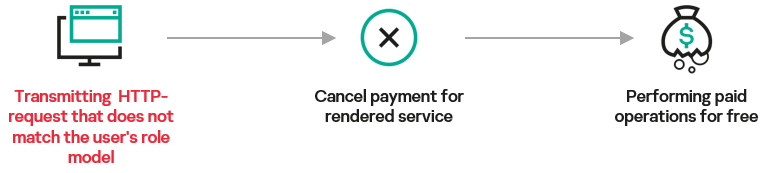 Transmitting HTTP-
request that does not
match the user's role
model
Cancel payment for
rendered service
$
Performing paid
operations for free